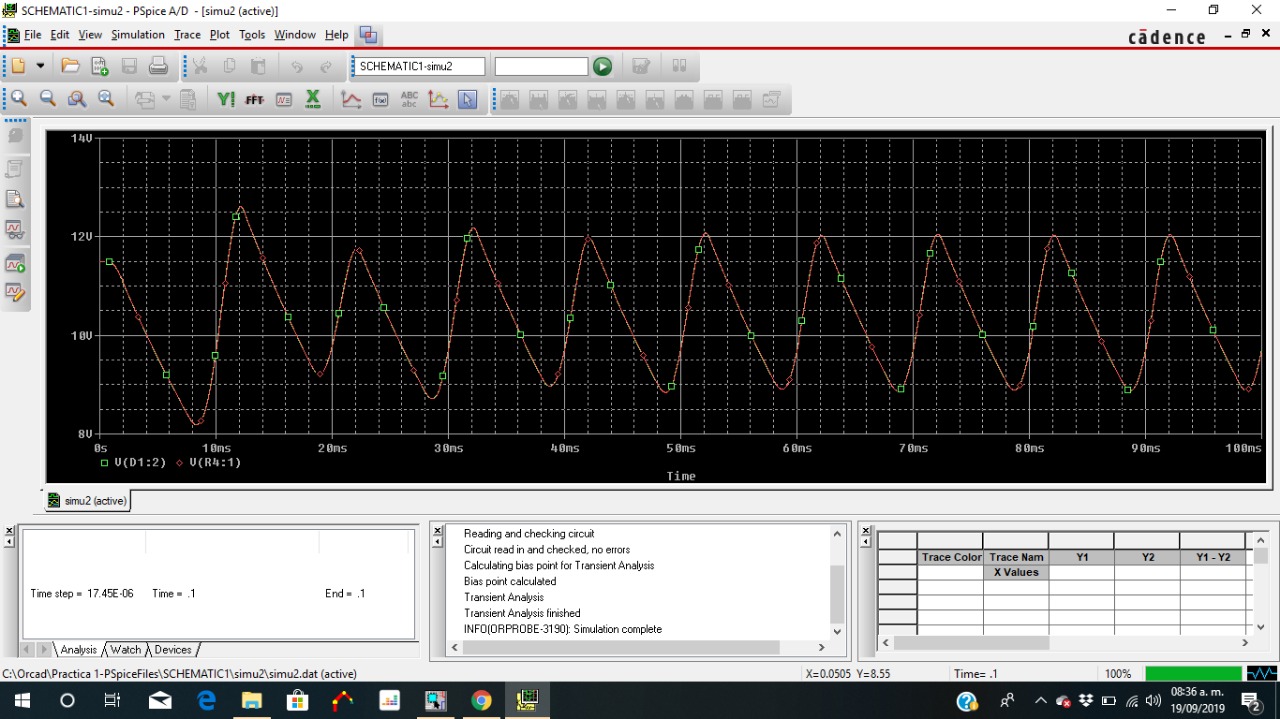 SCHEMATIC1-simu2 - PSpice A/D - [simu2 (active)]
File Edit View Simulation Trace Plot Tools Window Help
cādence
SCHEMATIC1-simu2
FFT
ABC
abc
14V
12V
10V
8V
0s 10ms 20ms 30ms 40ms 50ms 60ms 70ms 80ms 90ms 100ms
V(D1:2) V(R4:1)
Time
simu2 (active)
Reading and checking circuit
Circuit read in and checked, no errors
Calculating bias point for Transient Analysis
Bias point calculated
Transient Analysis
Transient Analysis finished
INFO(ORPROBE-3190): Simulation complete
Time step = 17.45E-06 Time = .1 End = .1
Analysis Watch Devices
Trace Color Trace Nam Y1 Y2 Y1 - Y2
X Values
C:\Orcad\Practica 1-PSpiceFiles\SCHEMATIC1\simu2\simu2.dat (active) X=0.0505 Y=8.55 Time= .1 100%
08:36 a. m.
19/09/2019
2